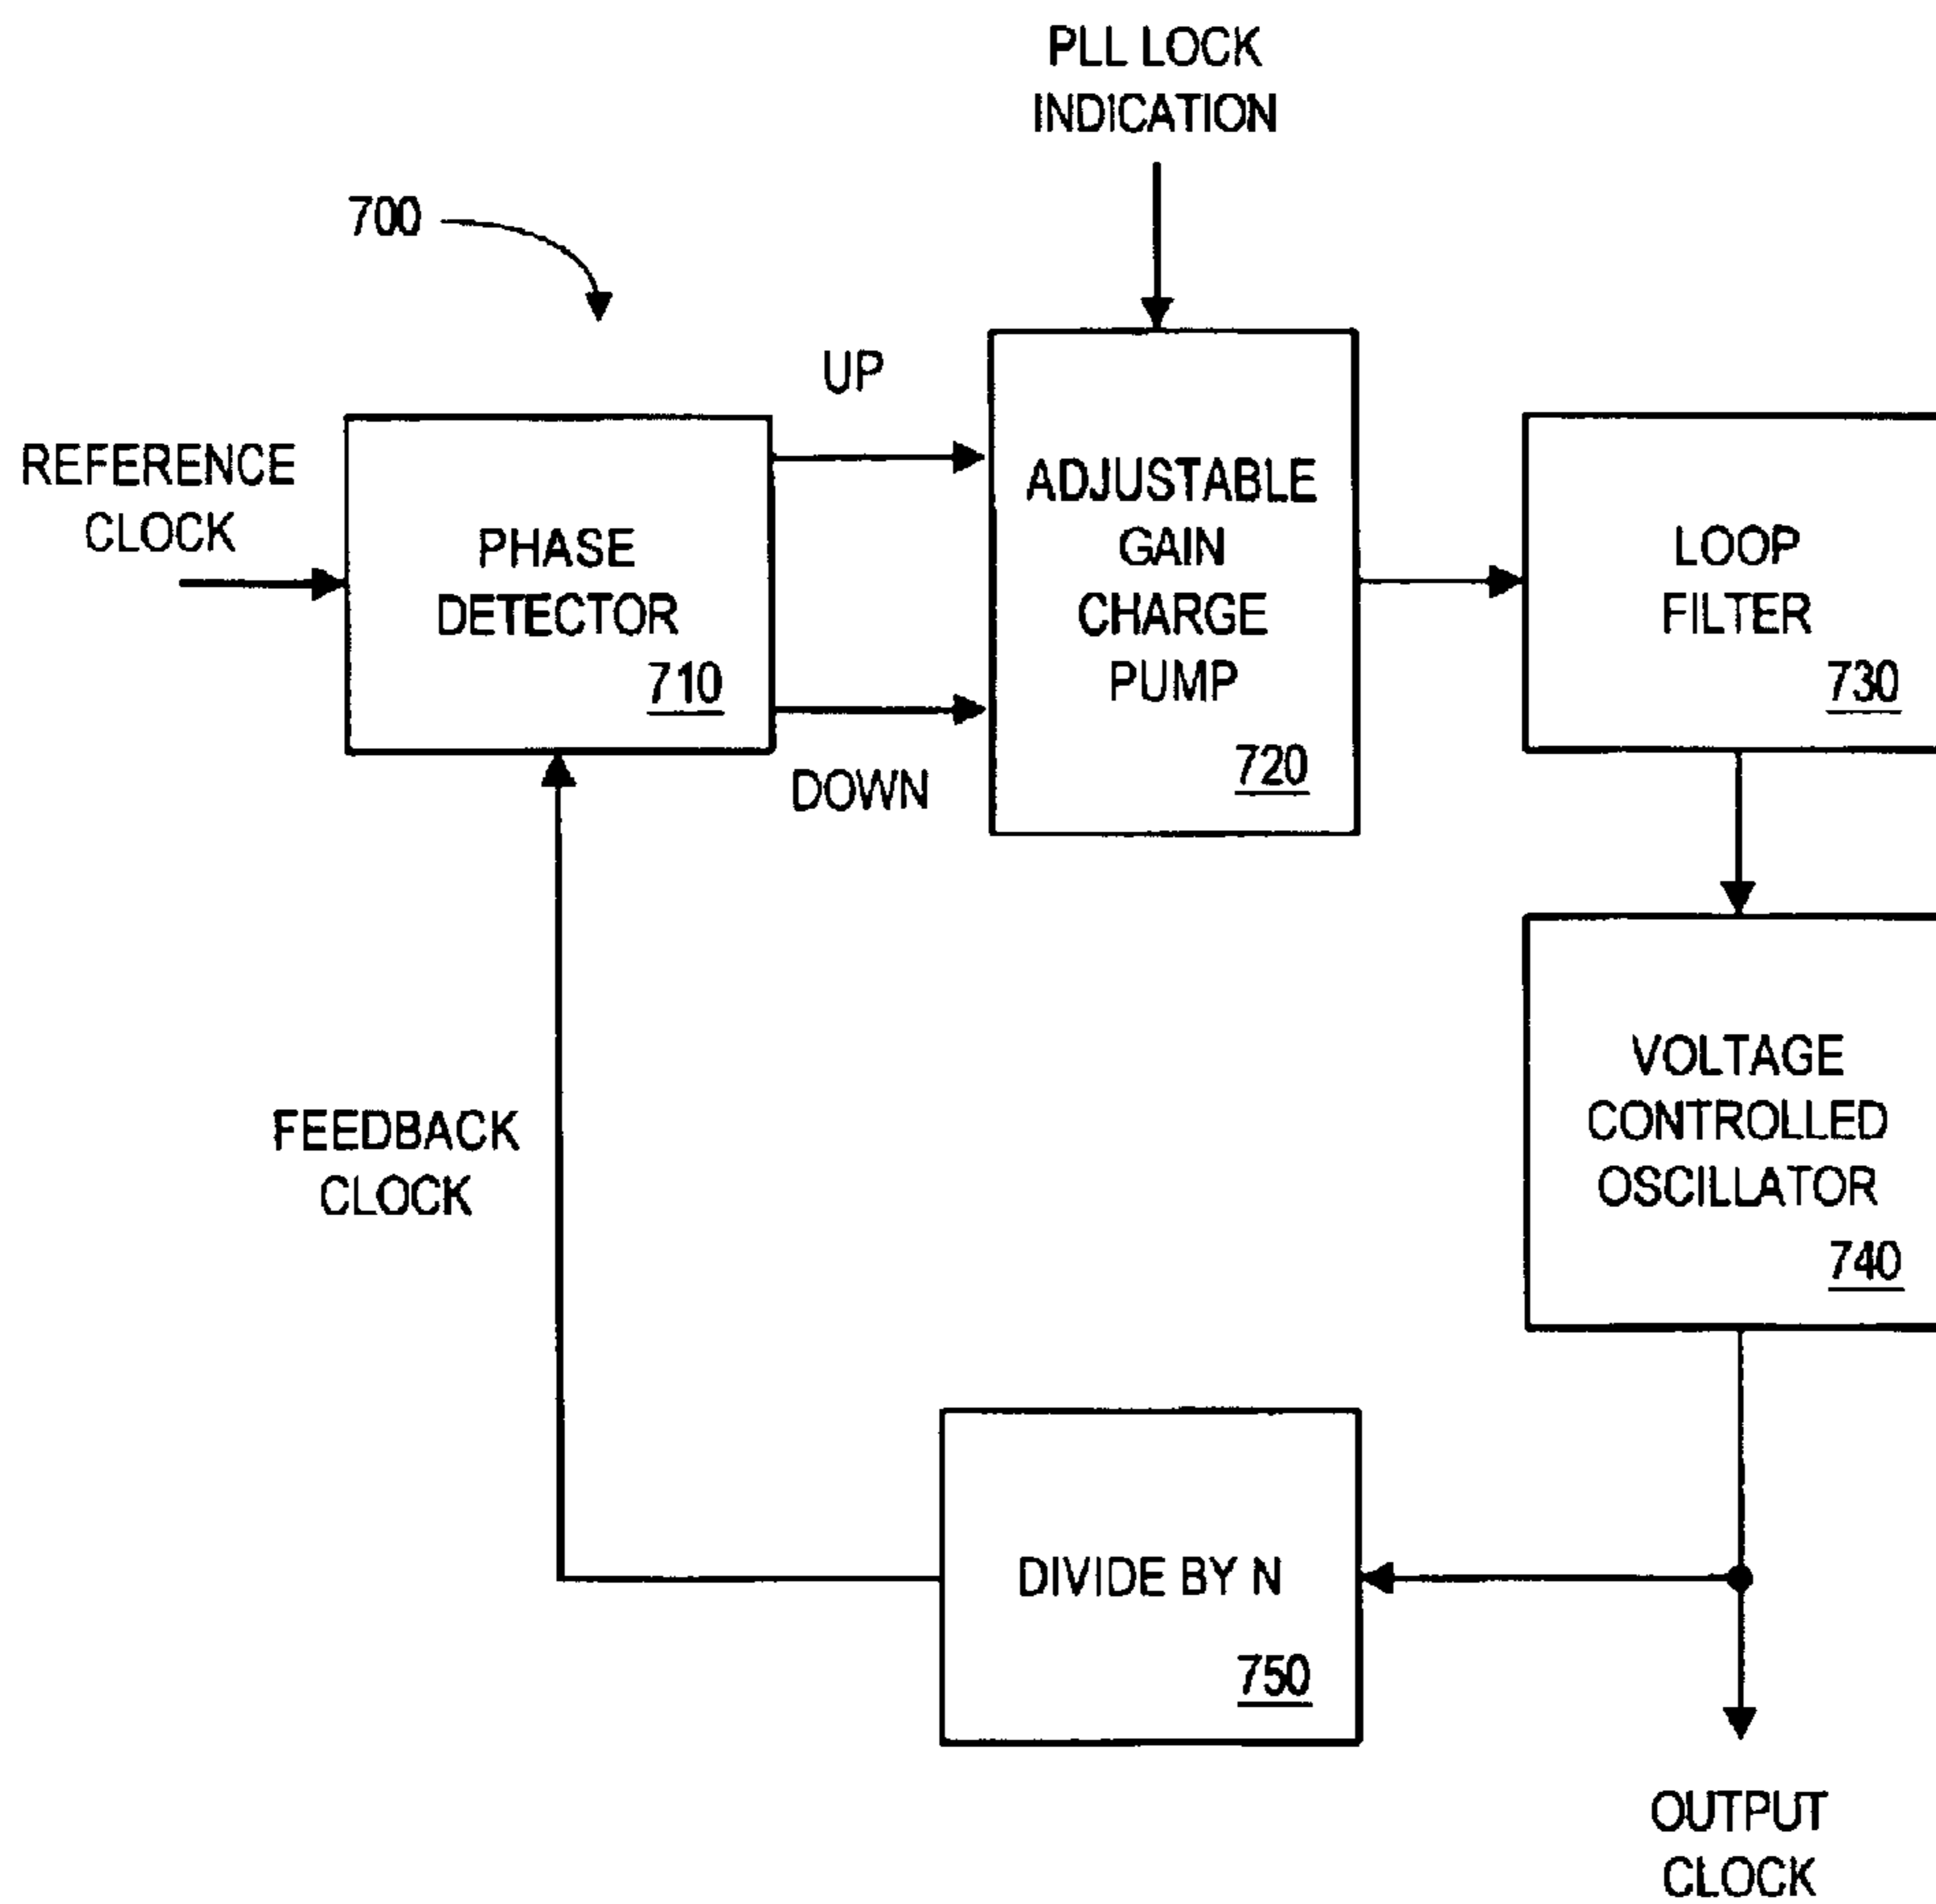 PLL LOCK
INDICATION
700
UP
REFERENCE
CLOCK
PHASE
DETECTOR
710
DOWN
ADJUSTABLE
GAIN
CHARGE
PUMP
720
LOOP
FILTER
730
VOLTAGE
CONTROLLED
OSCILLATOR
740
FEEDBACK
CLOCK
DIVIDE BY N
750
OUTPUT
CLOCK